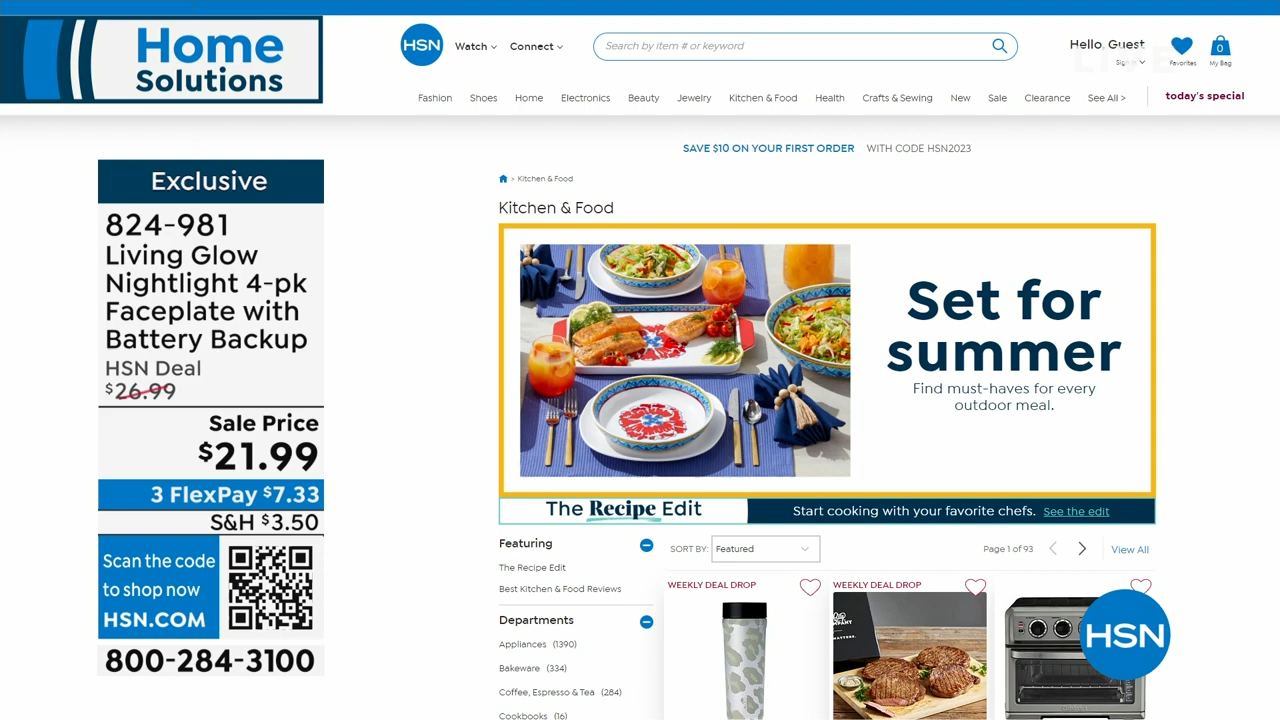 Home
Solutions
HSN
Watch
Connect
Search by item # or keyword
Hello, Guest
Favorites
0
My Bag
Fashion
Shoes
Home
Electronics
Beauty
Jewelry
Kitchen & Food
Health
Crafts & Sewing
New
Sale
Clearance
See All >
today's special
SAVE $10 ON YOUR FIRST ORDER WITH CODE HSN2023
> Kitchen & Food
Kitchen & Food
Exclusive
824-981
Living Glow
Nightlight 4-pk
Faceplate with
Battery Backup
HSN Deal
$26.99
Sale Price
$21.99
3 FlexPay $7.33
S&H $3.50
Scan the code
to shop now
HSN.COM
800-284-3100
Set for
summer
Find must-haves for every
outdoor meal.
The Recipe Edit
Start cooking with your favorite chefs. See the edit
Featuring
The Recipe Edit
Best Kitchen & Food Reviews
Departments
Appliances (1390)
Bakeware (334)
Coffee, Espresso & Tea (284)
Cookbooks (16)
SORT BY: Featured
Page 1 of 93
View All
WEEKLY DEAL DROP
WEEKLY DEAL DROP
HSN